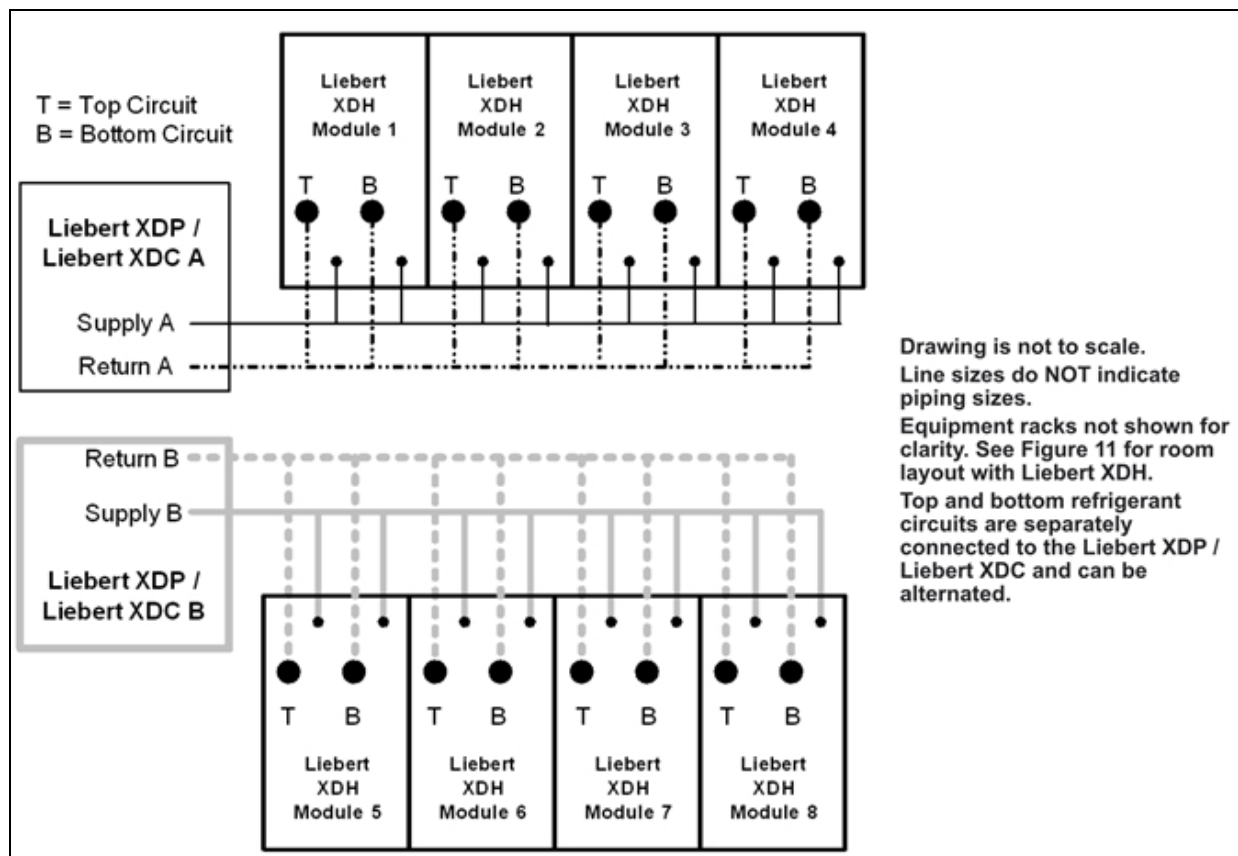 T = Top Circuit
B = Bottom Circuit
Liebert
XDH
Module 1
Liebert
XDH
Module 2
Liebert
XDH
Module 3
Liebert
XDH
Module 4
T B T B T B T B
Liebert XDP /
Liebert XDC A
Supply A
Return A
Return B
Supply B
Liebert XDP /
Liebert XDC B
T B T B T B T B
Liebert
XDH
Module 5
Liebert
XDH
Module 6
Liebert
XDH
Module 7
Liebert
XDH
Module 8
Drawing is not to scale.
Line sizes do NOT indicate
piping sizes.
Equipment racks not shown for
clarity. See Figure 11 for room
layout with Liebert XDH.
Top and bottom refrigerant
circuits are separately
connected to the Liebert XDP /
Liebert XDC and can be
alternated.